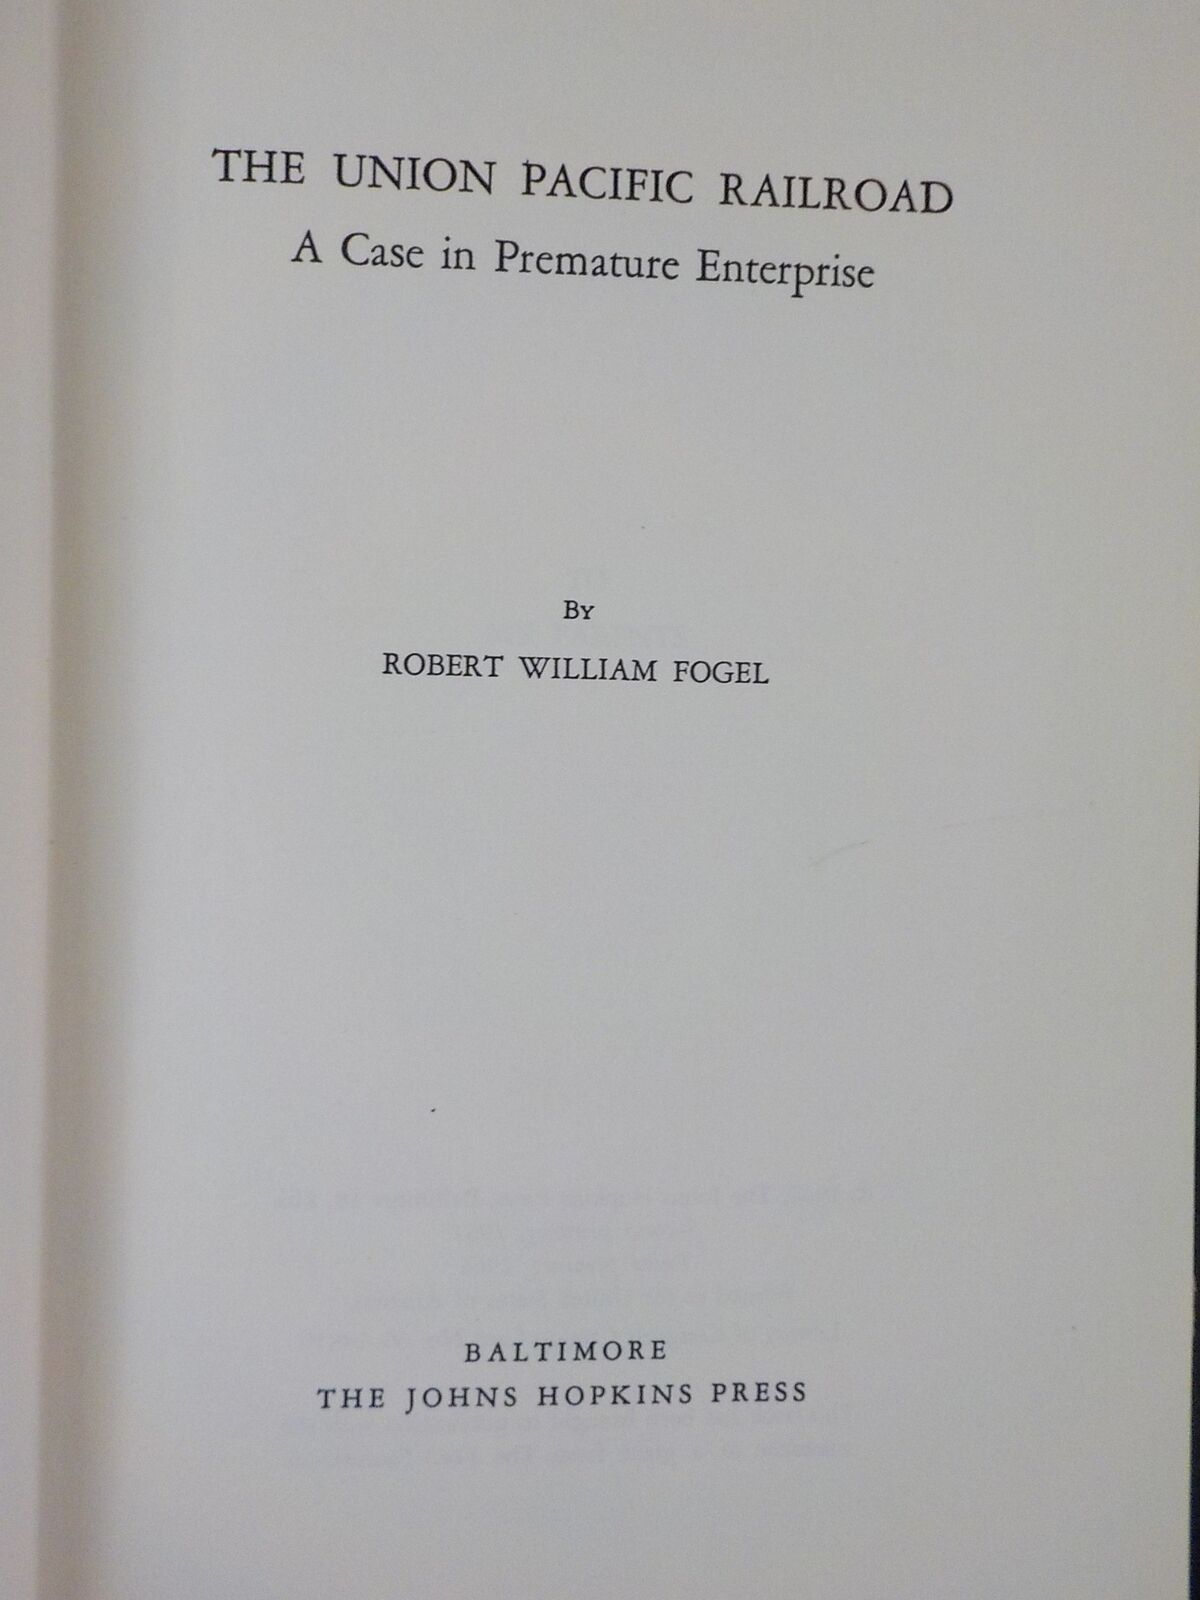 THE UNION PACIFIC RAILROAD
A Case in Premature Enterprise
By
ROBERT WILLIAM FOGEL
BALTIMORE
THE JOHNS HOPKINS PRESS